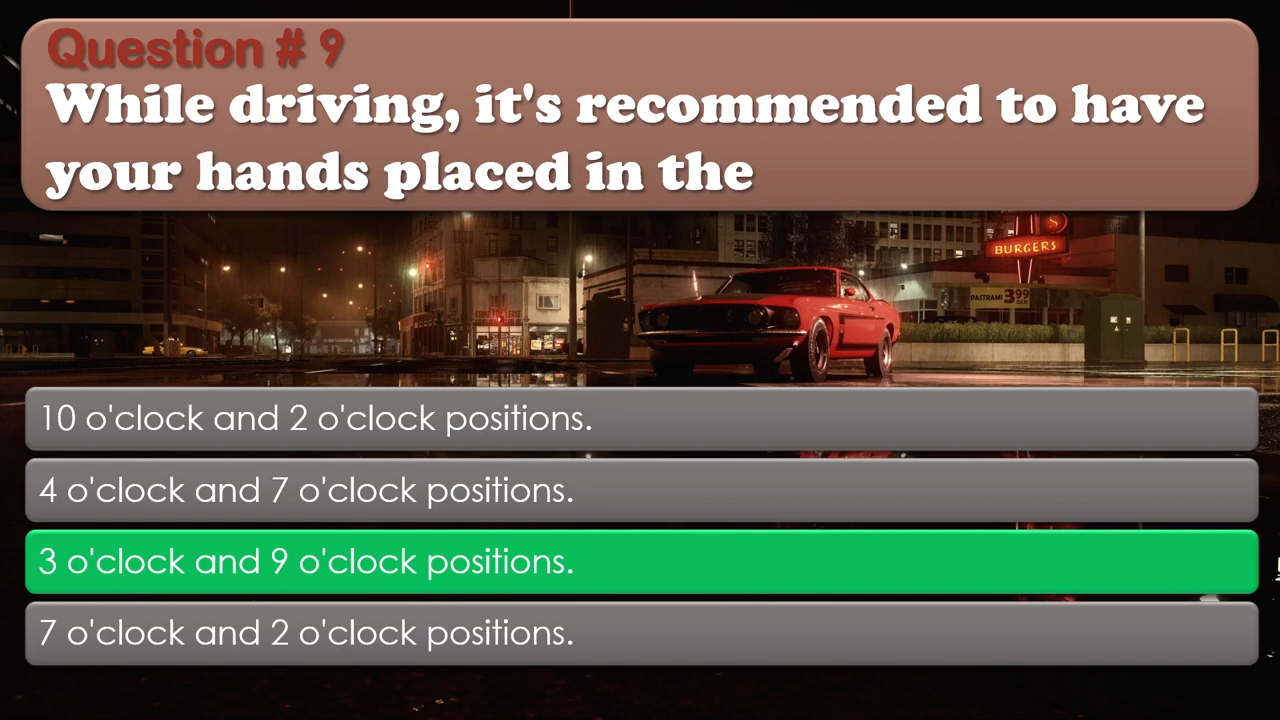 Question # 9
While driving, it's recommended to have
your hands placed in the
S
BURGERS
PASTRAMI 3.99
10 o'clock and 2 o'clock positions.
4 o'clock and 7 o'clock positions.
3 o'clock and 9 o'clock positions.
7 o'clock and 2 o'clock positions.